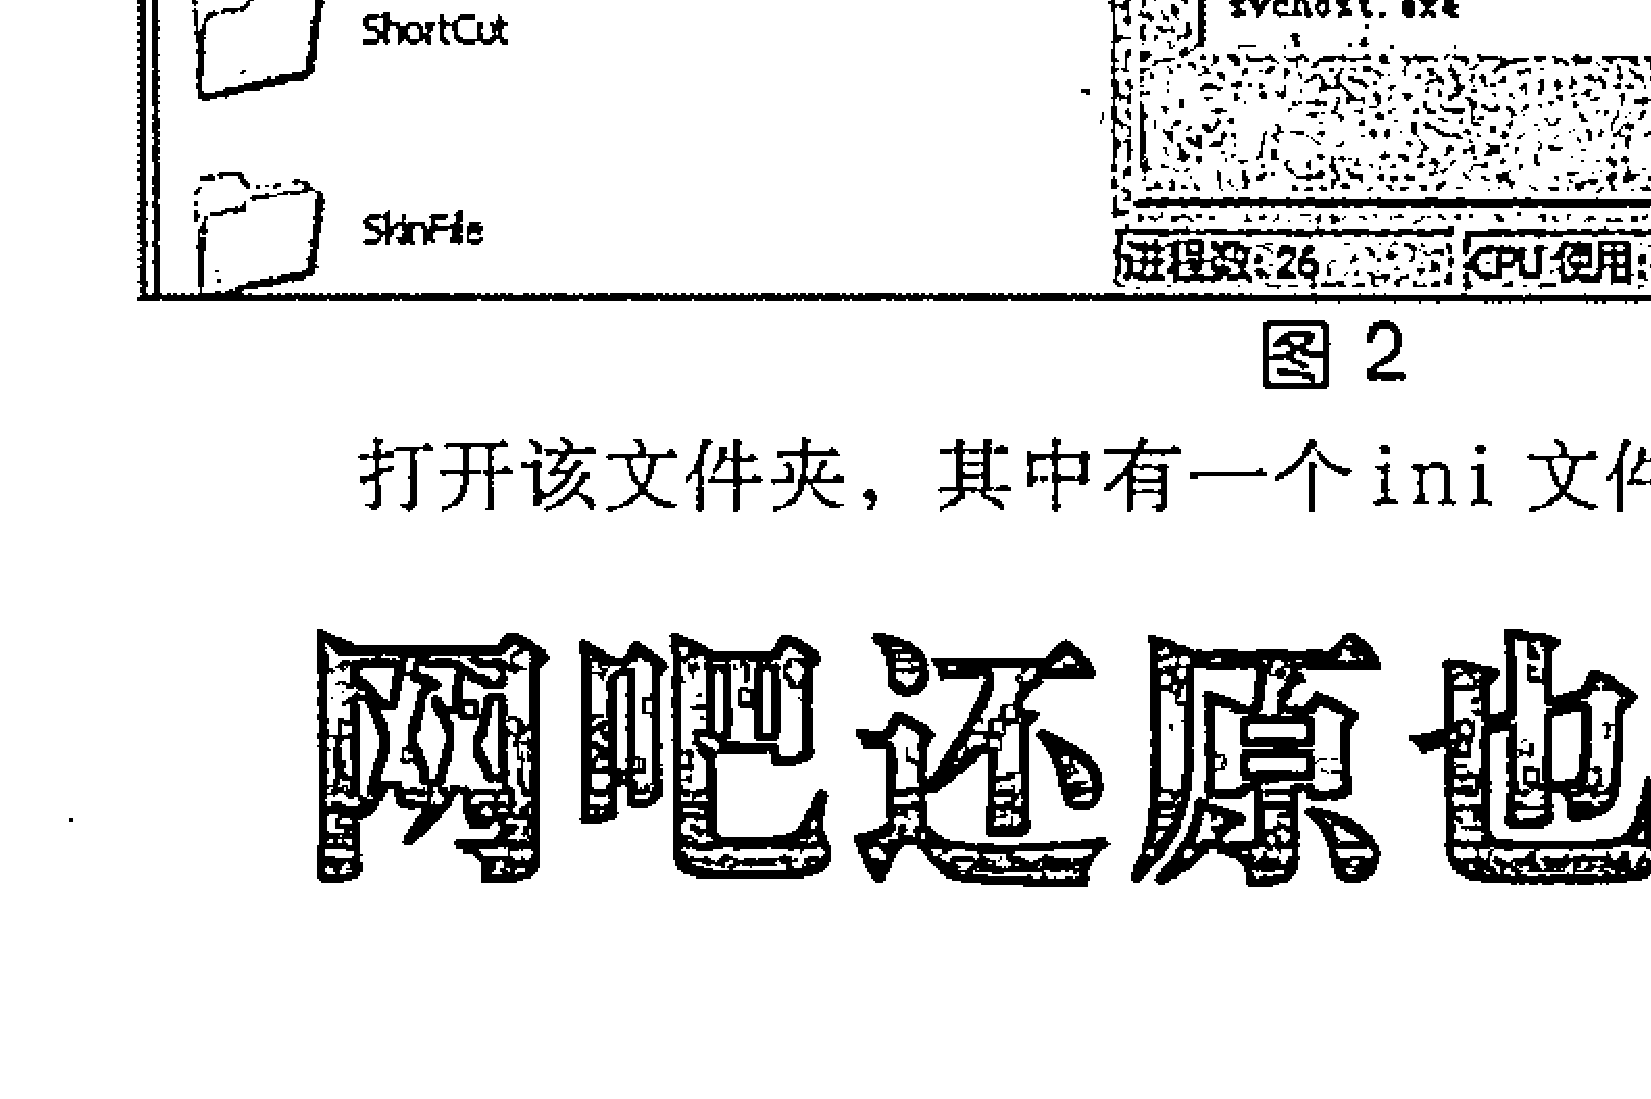 ShortCut
svchost.exe
SkinFile
进程数: 26
CPU 使用
图 2
打开该文件夹，其中有一个ini 文件
网吧还原也